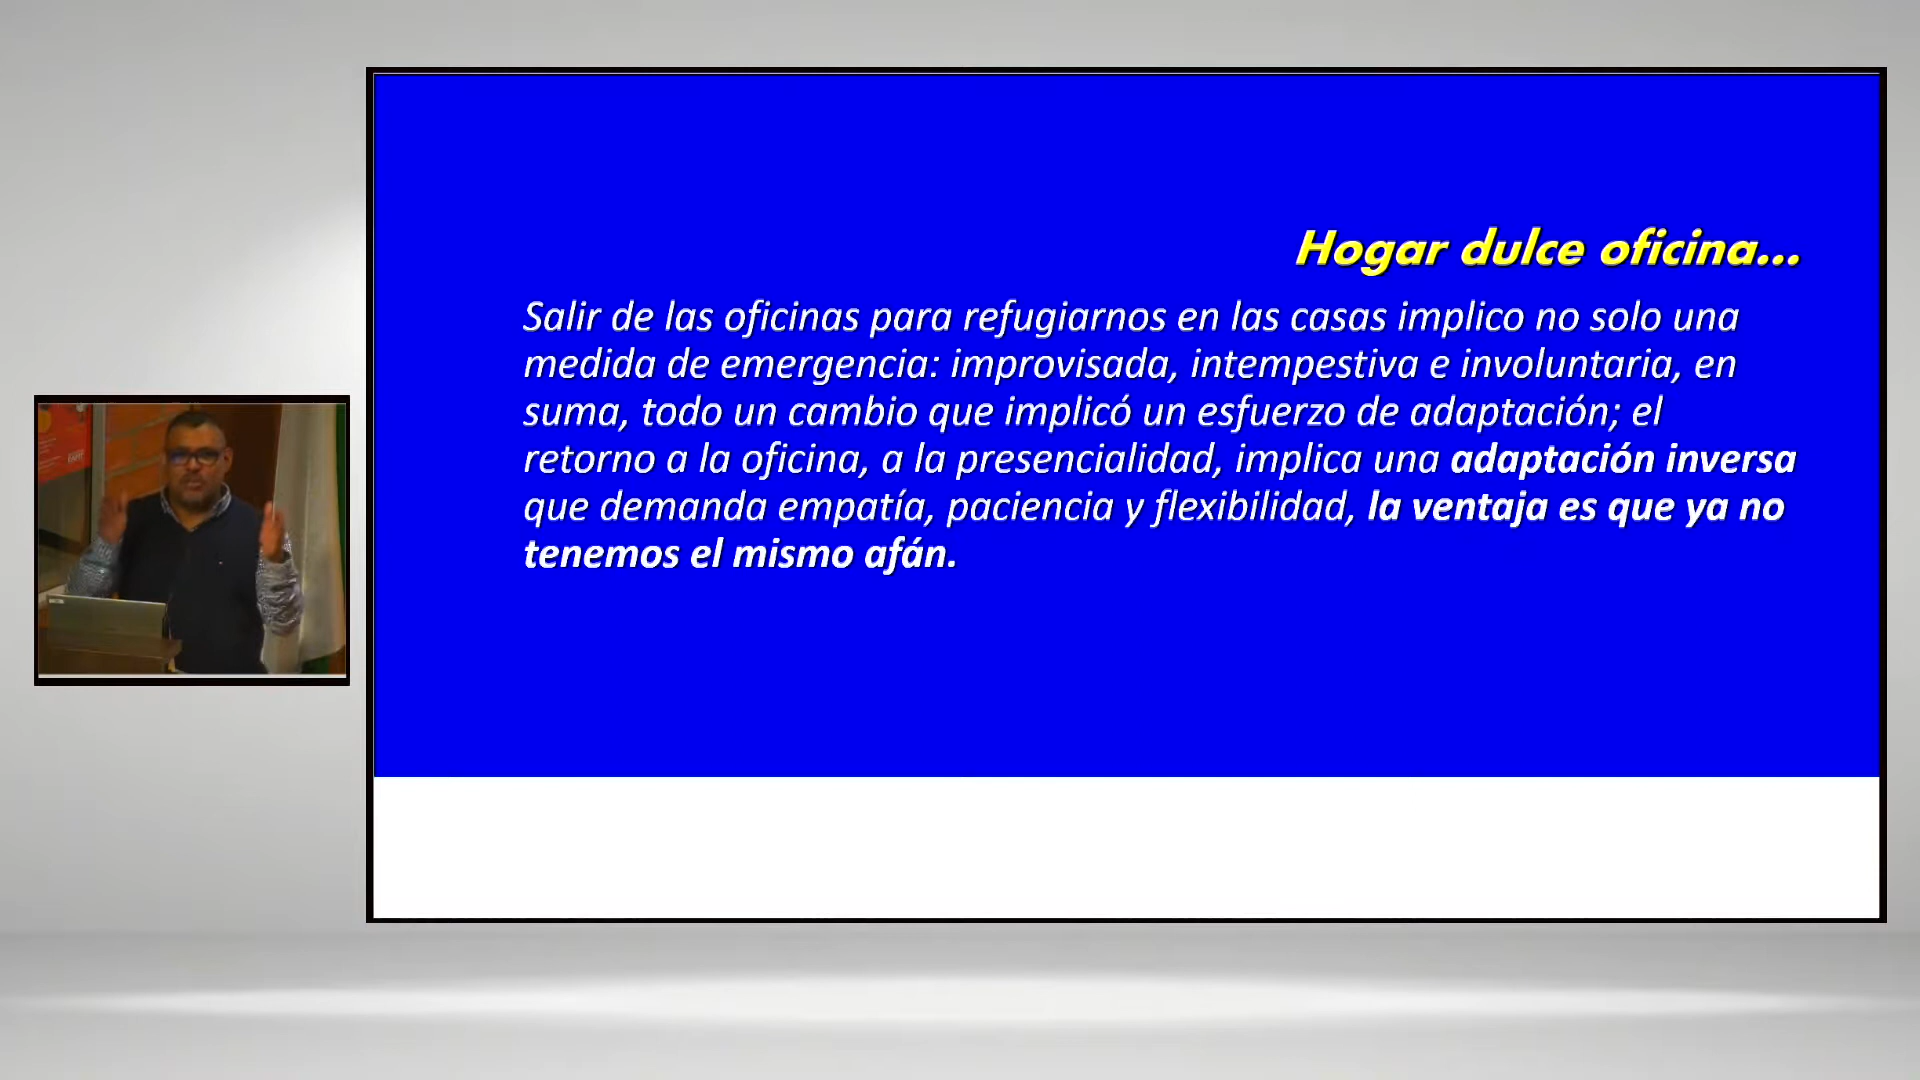 Hogar dulce oficina...
Salir de las oficinas para refugiarnos en las casas implico no solo una
medida de emergencia: improvisada, intempestiva e involuntaria, en
suma, todo un cambio que implicó un esfuerzo de adaptación; el
retorno a la oficina, a la presencialidad, implica una adaptación inversa
que demanda empatía, paciencia y flexibilidad, la ventaja es que ya no
tenemos el mismo afán.